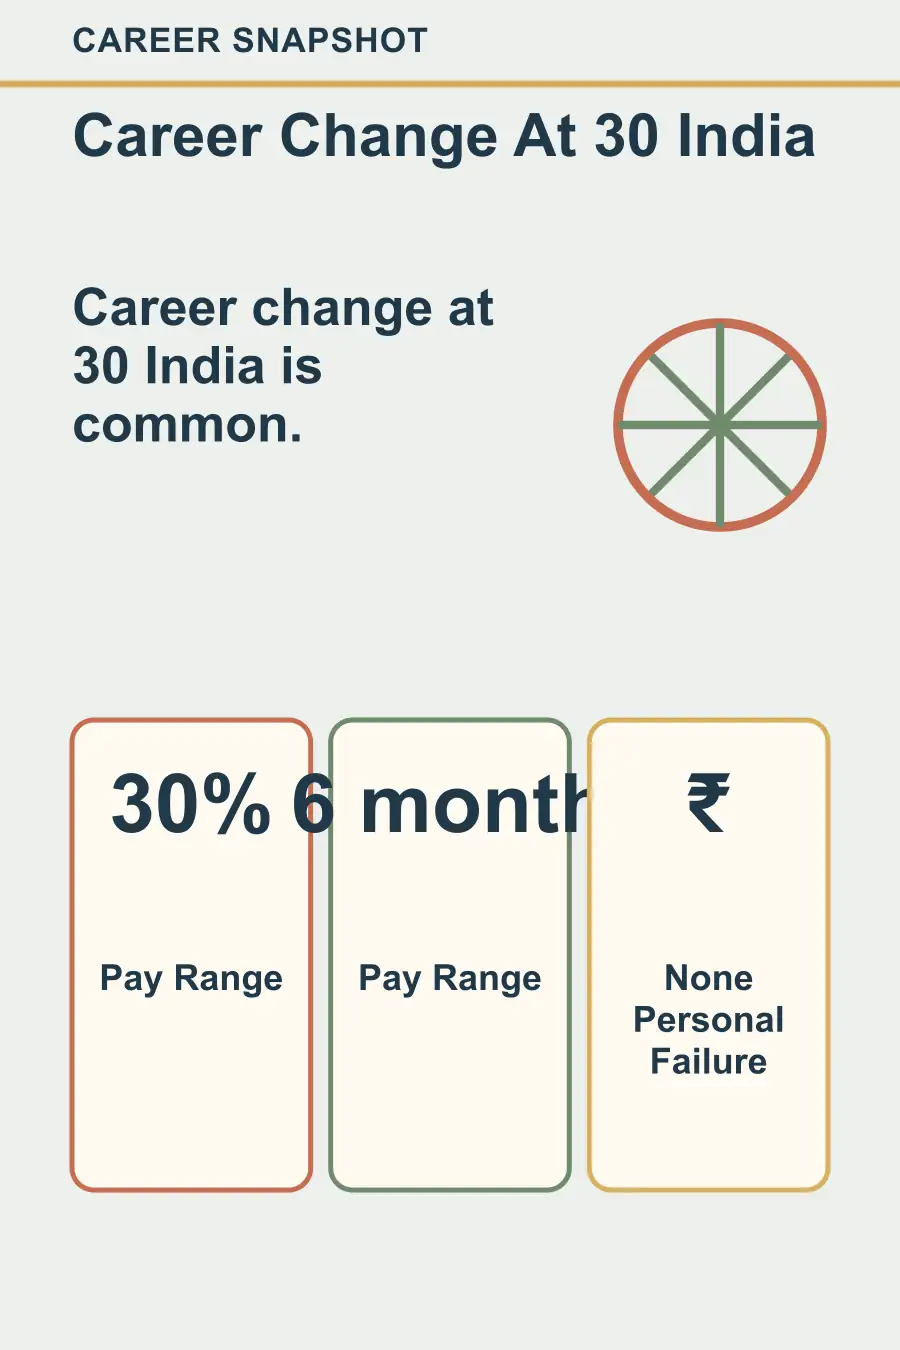 CAREER SNAPSHOT
Career Change At 30 India
Career change at
30 India is
common.
30%
6 month
₹
Pay Range
Pay Range
None
Personal
Failure